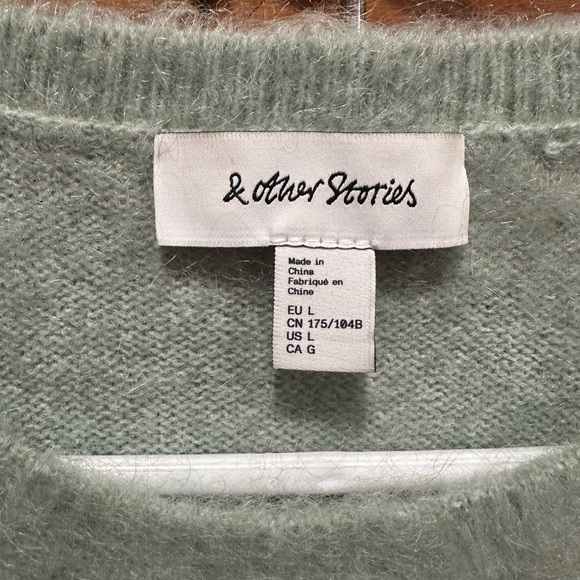 & other Stories
Made in
China
Fabriqué en
Chine
EU L
CN 175/104B
US L
CA G